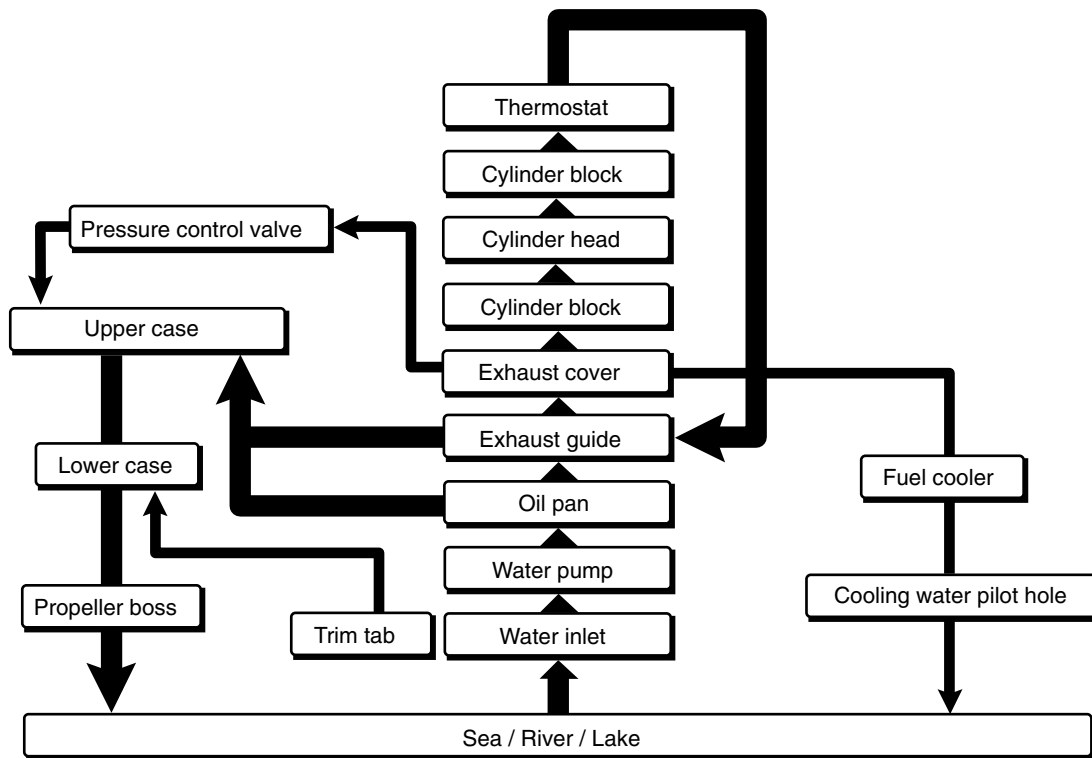 Thermostat
Cylinder block
Pressure control valve
Cylinder head
Cylinder block
Upper case
Exhaust cover
Exhaust guide
Lower case
Fuel cooler
Oil pan
Water pump
Propeller boss
Cooling water pilot hole
Trim tab
Water inlet
Sea / River / Lake